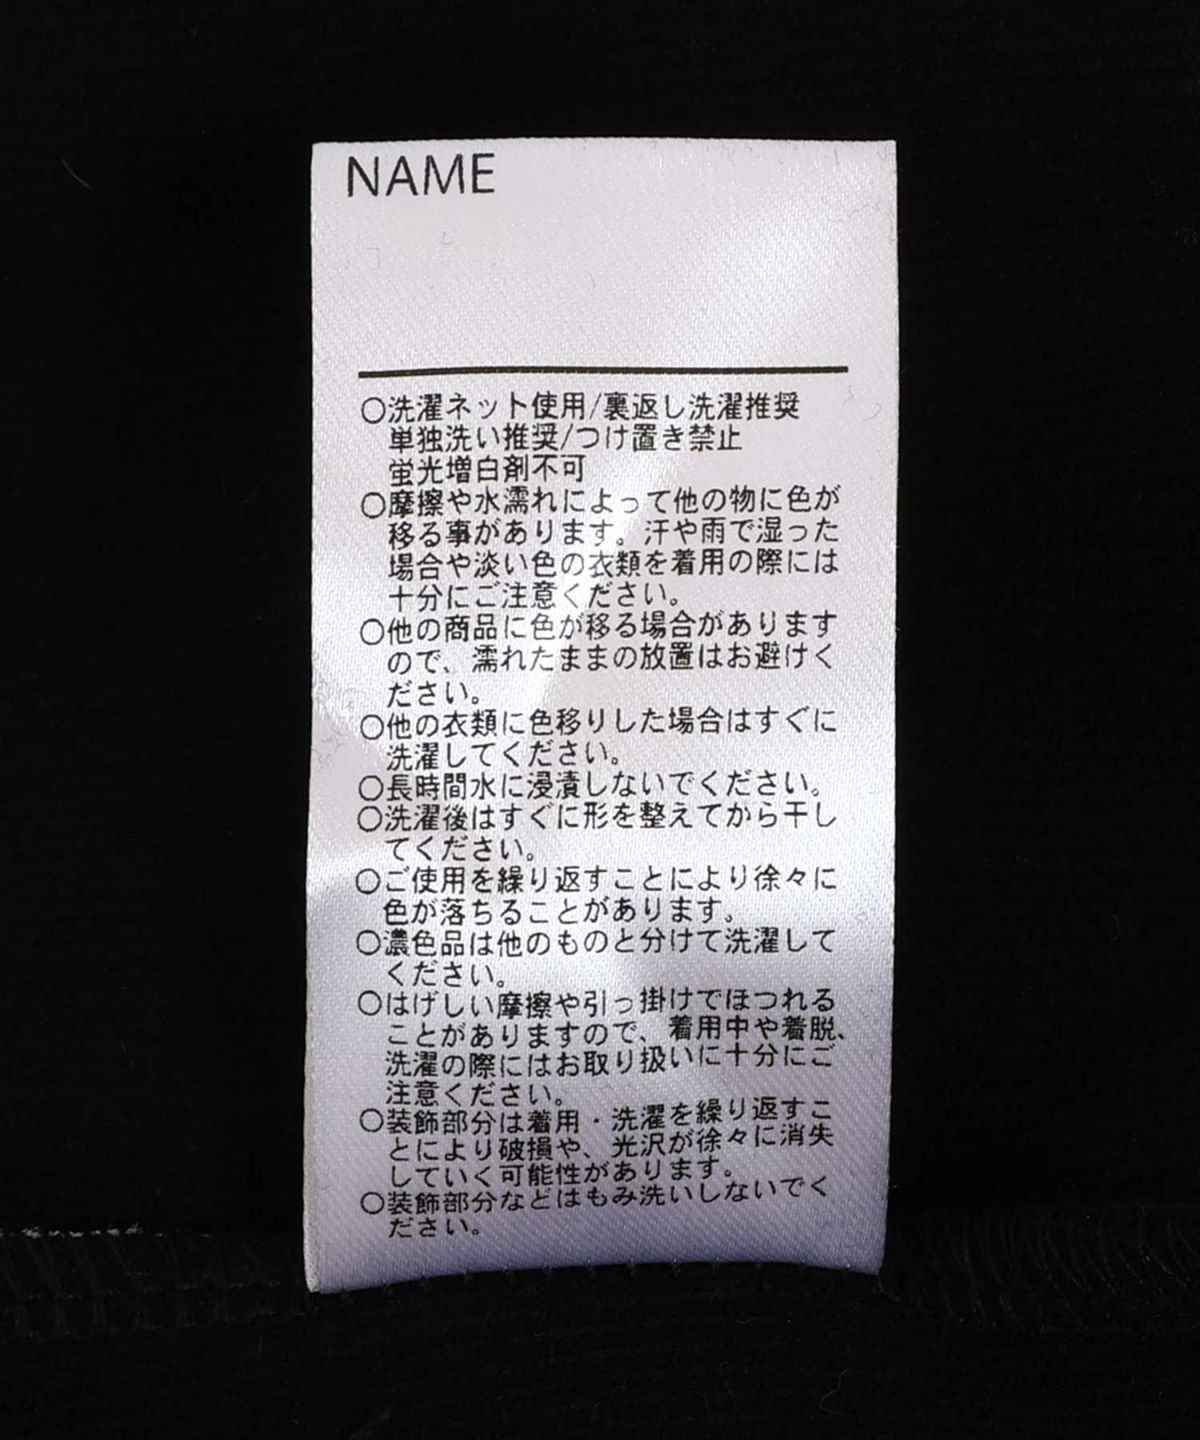 NAME
○洗濯ネット使用/裏返し洗濯推奨
単独洗い推奨/つけ置き禁止
蛍光増白剤不可
○摩擦や水濡れによって他の物に色が
移る事があります。汗や雨で湿った
場合や淡い色の衣類を着用の際には
十分にご注意ください。
○他の商品に色が移る場合があります
ので、濡れたままの放置はお避けく
ださい。
○他の衣類に色移りした場合はすぐに
洗濯してください。
○長時間水に浸漬しないでください。
○洗濯後はすぐに形を整えてから干し
てください。
○ご使用を繰り返すことにより徐々に
色が落ちることがあります。
○濃色品は他のものと分けて洗濯して
ください。
○はげしい摩擦や引っ掛けでほつれる
ことがありますので、着用中や着脱、
洗濯の際にはお取り扱いに十分にご
注意ください。
○装飾部分は着用・洗濯を繰り返すこ
とにより破損や、光沢が徐々に消失
していく可能性があります。
○装飾部分などはもみ洗いしないでく
ださい。